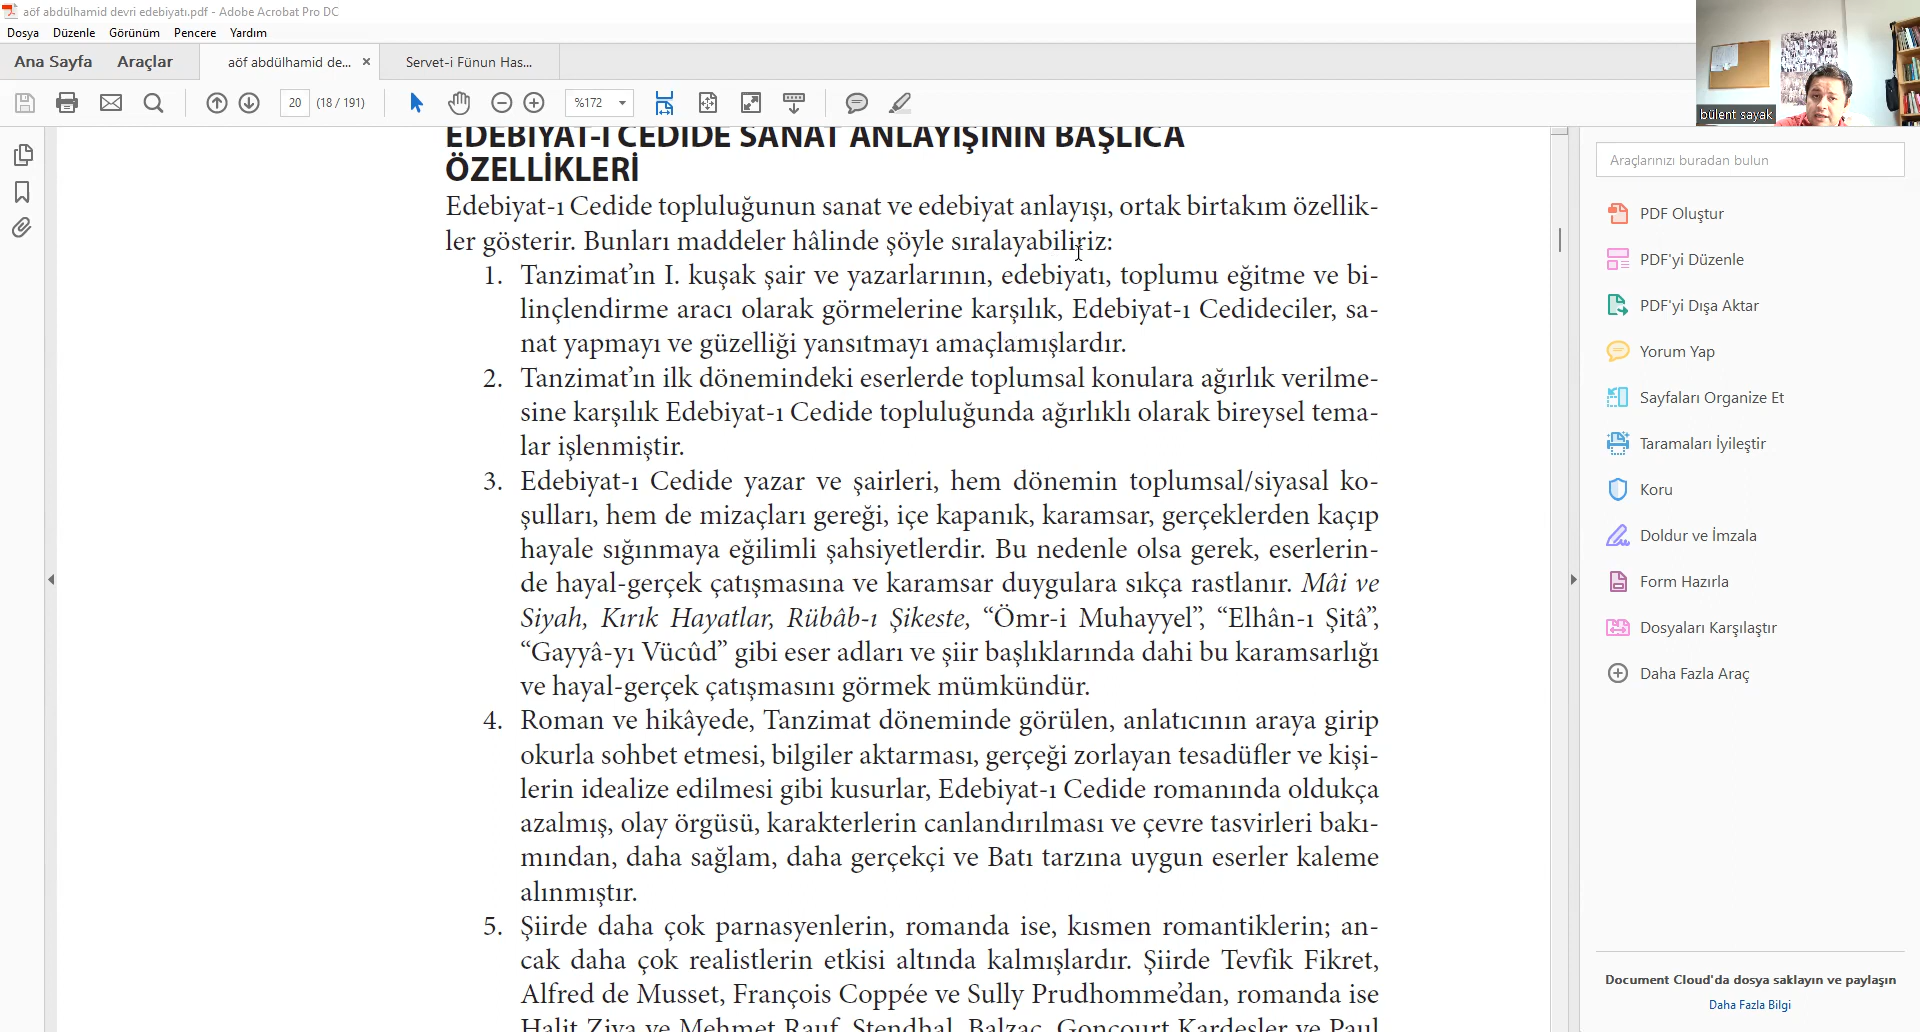 aöf abdülhamid devri edebiyatı.pdf - Adobe Acrobat Pro DC
Dosya Düzenle Görünüm Pencere Yardım
Ana Sayfa Araçlar aöf abdülhamid de... × Servet-i Fünun Has...
20 (18 / 191) %172
bülent sayak
EDEBİYAT-I CEDİDE SANAT ANLAYIŞININ BAŞLICA
ÖZELLİKLERİ
Edebiyat-ı Cedide topluluğunun sanat ve edebiyat anlayışı, ortak birtakım özellik-
ler gösterir. Bunları maddeler hâlinde şöyle sıralayabiliriz:
1. Tanzimat’ın I. kuşak şair ve yazarlarının, edebiyatı, toplumu eğitme ve bi-
linçlendirme aracı olarak görmelerine karşılık, Edebiyat-ı Cedideciler, sa-
nat yapmayı ve güzelliği yansıtmayı amaçlamışlardır.
2. Tanzimat’ın ilk dönemindeki eserlerde toplumsal konulara ağırlık verilme-
sine karşılık Edebiyat-ı Cedide topluluğunda ağırlıklı olarak bireysel tema-
lar işlenmiştir.
3. Edebiyat-ı Cedide yazar ve şairleri, hem dönemin toplumsal/siyasal ko-
şulları, hem de mizaçları gereği, içe kapanık, karamsar, gerçeklerden kaçıp
hayale sığınmaya eğilimli şahsiyetlerdir. Bu nedenle olsa gerek, eserlerin-
de hayal-gerçek çatışmasına ve karamsar duygulara sıkça rastlanır. Mâi ve
Siyah, Kırık Hayatlar, Rübâb-ı Şikeste, “Ömr-i Muhayyel”, “Elhân-ı Şitâ”,
“Gayyâ-yı Vücûd” gibi eser adları ve şiir başlıklarında dahi bu karamsarlığı
ve hayal-gerçek çatışmasını görmek mümkündür.
4. Roman ve hikâyede, Tanzimat döneminde görülen, anlatıcının araya girip
okurla sohbet etmesi, bilgiler aktarması, gerçeği zorlayan tesadüfler ve kişi-
lerin idealize edilmesi gibi kusurlar, Edebiyat-ı Cedide romanında oldukça
azalmış, olay örgüsü, karakterlerin canlandırılması ve çevre tasvirleri bakı-
mından, daha sağlam, daha gerçekçi ve Batı tarzına uygun eserler kaleme
alınmıştır.
5. Şiirde daha çok parnasyenlerin, romanda ise, kısmen romantiklerin; an-
cak daha çok realistlerin etkisi altında kalmışlardır. Şiirde Tevfik Fikret,
Alfred de Musset, François Coppée ve Sully Prudhomme’dan, romanda ise
Halit Ziya ve Mehmet Rauf, Stendhal, Balzac, Goncourt Kardeşler ve Paul
Araçlarınızı buradan bulun
PDF Oluştur
PDF'yi Düzenle
PDF'yi Dışa Aktar
Yorum Yap
Sayfaları Organize Et
Taramaları İyileştir
Koru
Doldur ve İmzala
Form Hazırla
Dosyaları Karşılaştır
Daha Fazla Araç
Document Cloud'da dosya saklayın ve paylaşın
Daha Fazla Bilgi